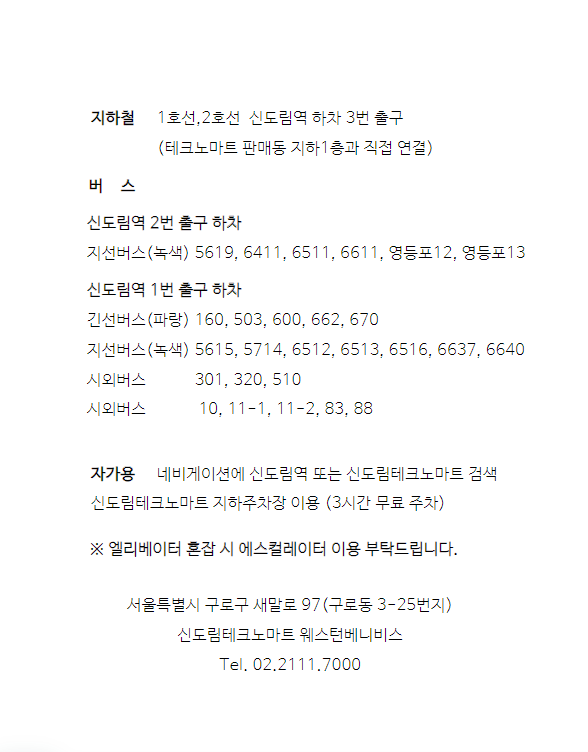 지하철 1호선,2호선 신도림역 하차 3번 출구
(테크노마트 판매동 지하1층과 직접 연결)
버 스
신도림역 2번 출구 하차
지선버스(녹색) 5619, 6411, 6511, 6611, 영등포12, 영등포13
신도림역 1번 출구 하차
긴선버스(파랑) 160, 503, 600, 662, 670
지선버스(녹색) 5615, 5714, 6512, 6513, 6516, 6637, 6640
시외버스 301, 320, 510
시외버스 10, 11-1, 11-2, 83, 88
자가용 네비게이션에 신도림역 또는 신도림테크노마트 검색
신도림테크노마트 지하주차장 이용 (3시간 무료 주차)
※ 엘리베이터 혼잡 시 에스컬레이터 이용 부탁드립니다.
서울특별시 구로구 새말로 97(구로동 3-25번지)
신도림테크노마트 웨스턴베니비스
Tel. 02.2111.7000